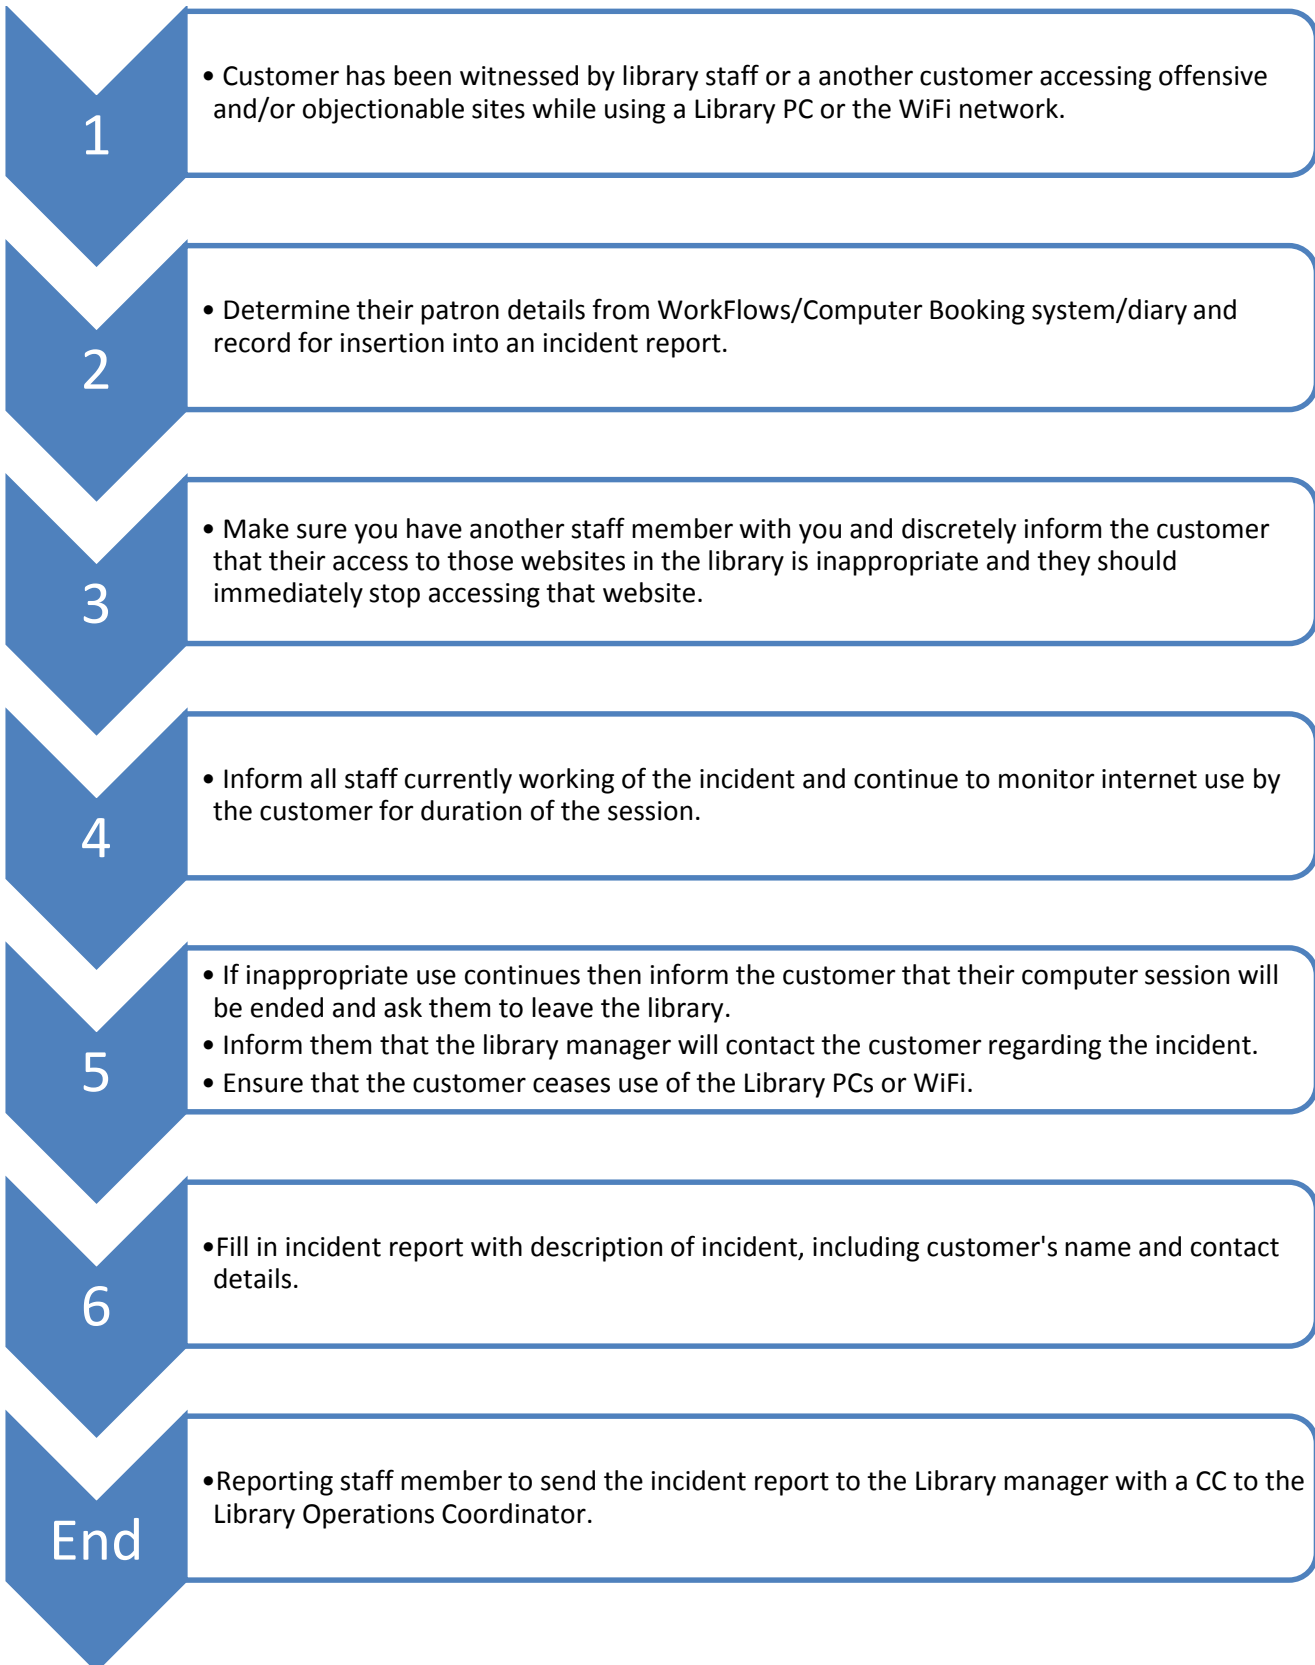 1
• Customer has been witnessed by library staff or a another customer accessing offensive
and/or objectionable sites while using a Library PC or the WiFi network.
2
• Determine their patron details from WorkFlows/Computer Booking system/diary and
record for insertion into an incident report.
3
• Make sure you have another staff member with you and discretely inform the customer
that their access to those websites in the library is inappropriate and they should
immediately stop accessing that website.
4
• Inform all staff currently working of the incident and continue to monitor internet use by
the customer for duration of the session.
5
• If inappropriate use continues then inform the customer that their computer session will
be ended and ask them to leave the library.
• Inform them that the library manager will contact the customer regarding the incident.
• Ensure that the customer ceases use of the Library PCs or WiFi.
6
•Fill in incident report with description of incident, including customer's name and contact
details.
End
•Reporting staff member to send the incident report to the Library manager with a CC to the
Library Operations Coordinator.